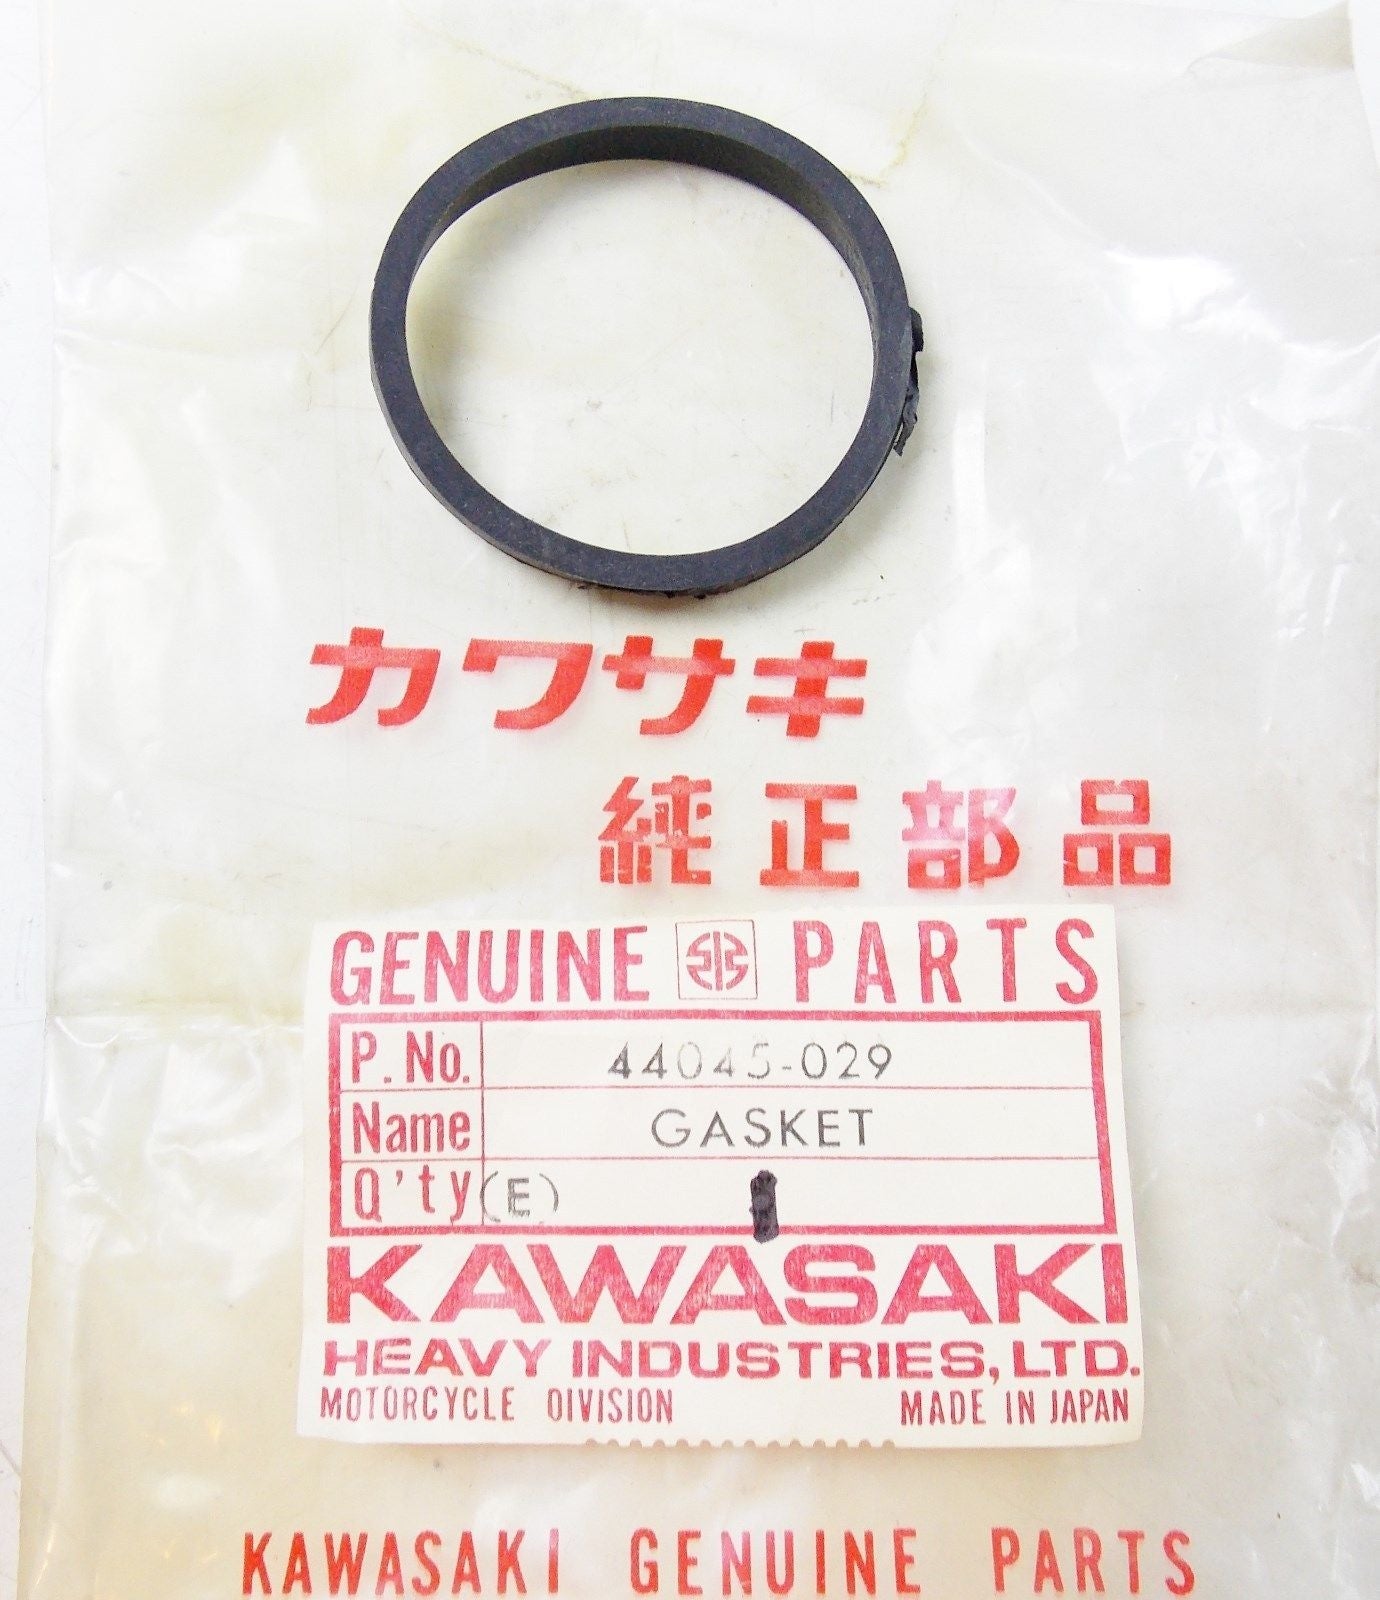 カワサキ
純正部品
GENUINE PARTS
P. No. 44045-029
Name GASKET
Q'ty (E)
KAWASAKI
HEAVY INDUSTRIES, LTD.
MOTORCYCLE DIVISION MADE IN JAPAN
KAWASAKI GENUINE PARTS